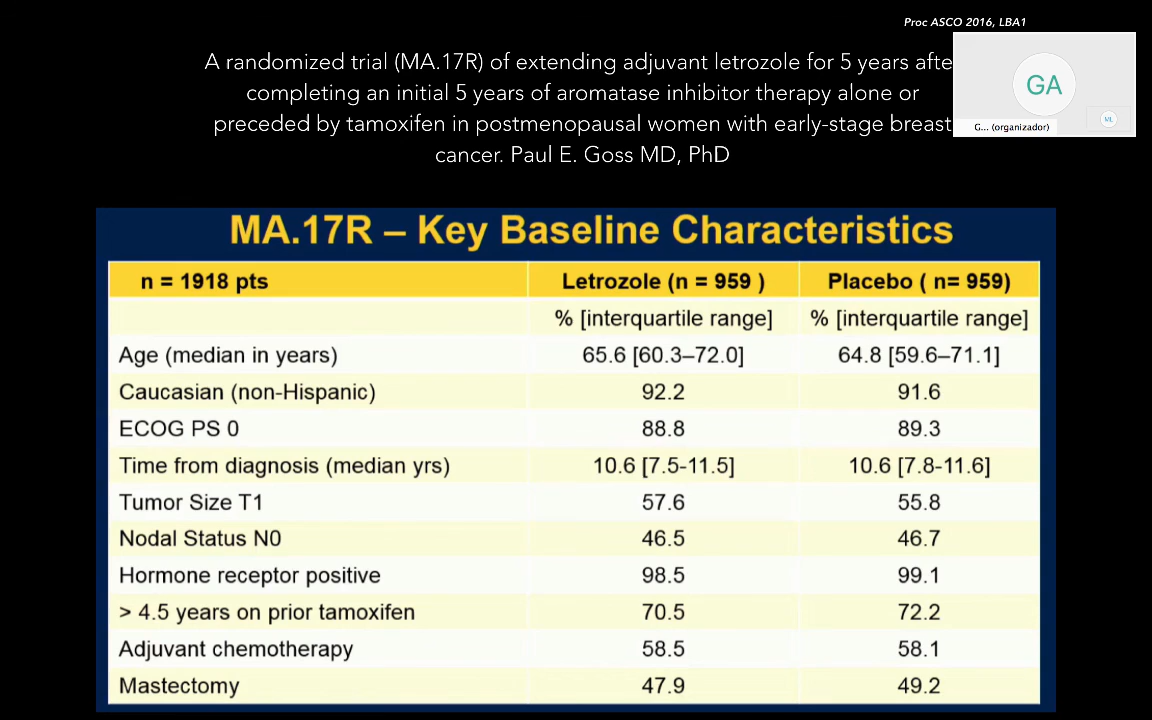 Proc ASCO 2016, LBA1
A randomized trial (MA.17R) of extending adjuvant letrozole for 5 years afte
completing an initial 5 years of aromatase inhibitor therapy alone or
preceded by tamoxifen in postmenopausal women with early-stage breast
cancer. Paul E. Goss MD, PhD
GA
G... (organizador)
ML
MA.17R – Key Baseline Characteristics
n = 1918 pts Letrozole (n = 959 ) Placebo ( n= 959)
% [interquartile range] % [interquartile range]
Age (median in years) 65.6 [60.3–72.0] 64.8 [59.6–71.1]
Caucasian (non-Hispanic) 92.2 91.6
ECOG PS 0 88.8 89.3
Time from diagnosis (median yrs) 10.6 [7.5-11.5] 10.6 [7.8-11.6]
Tumor Size T1 57.6 55.8
Nodal Status N0 46.5 46.7
Hormone receptor positive 98.5 99.1
> 4.5 years on prior tamoxifen 70.5 72.2
Adjuvant chemotherapy 58.5 58.1
Mastectomy 47.9 49.2